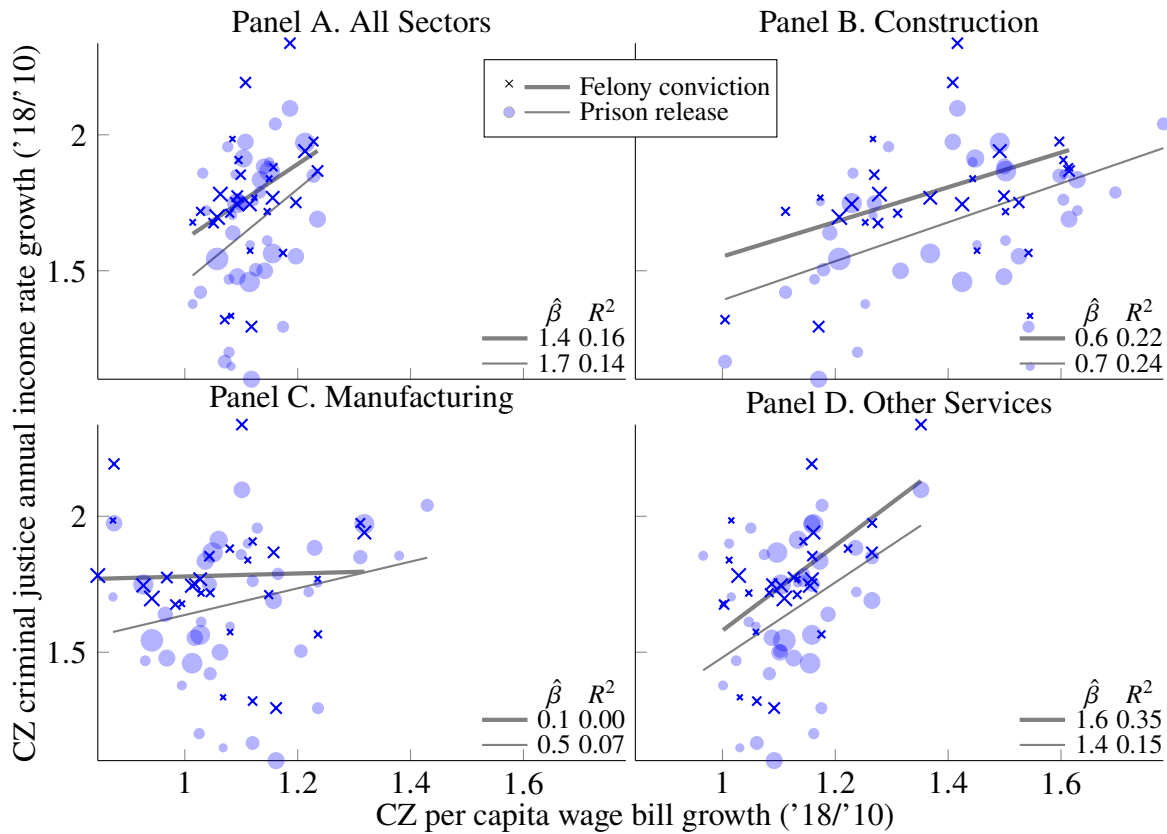 Panel A. All Sectors
Panel B. Construction
Felony conviction
Prison release
2
1.5
β̂ R²
1.4 0.16
1.7 0.14
β̂ R²
0.6 0.22
0.7 0.24
Panel C. Manufacturing
Panel D. Other Services
2
1.5
β̂ R²
0.1 0.00
0.5 0.07
β̂ R²
1.6 0.35
1.4 0.15
1 1.2 1.4 1.6
1 1.2 1.4 1.6
CZ per capita wage bill growth ('18/'10)
CZ criminal justice annual income rate growth ('18/'10)